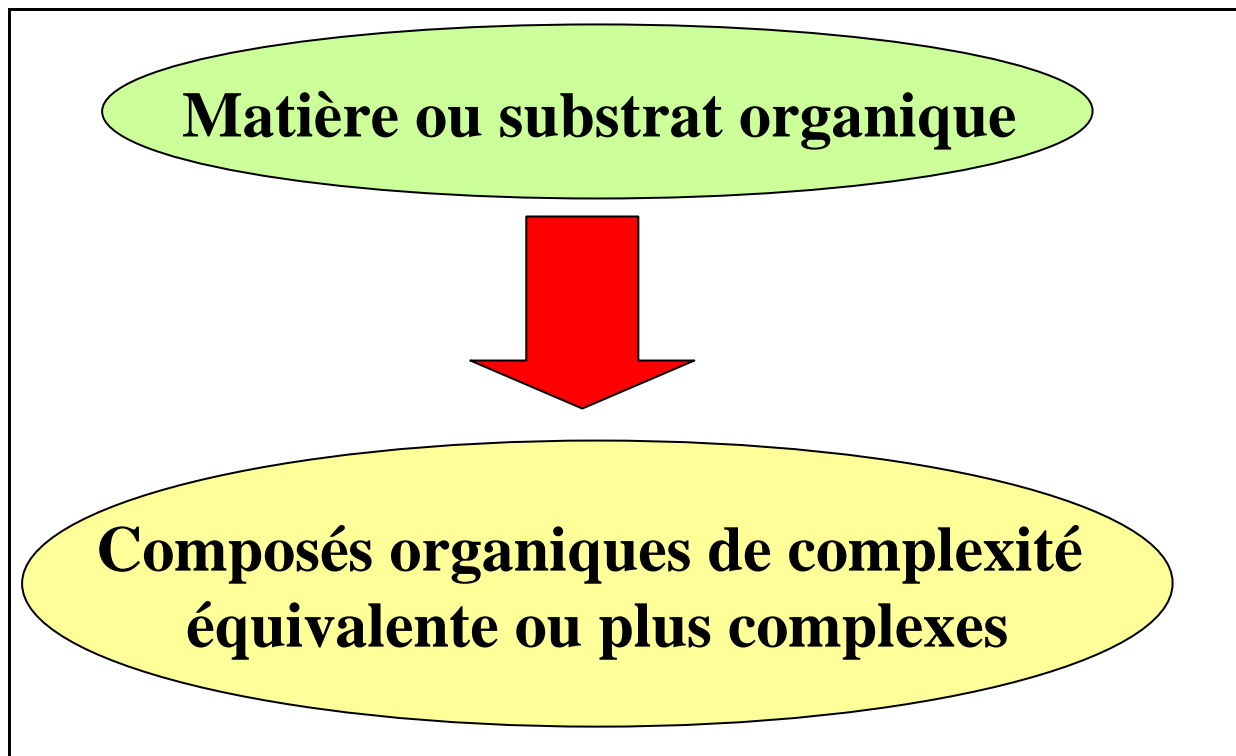 Matière ou substrat organique
Composés organiques de complexité
équivalente ou plus complexes